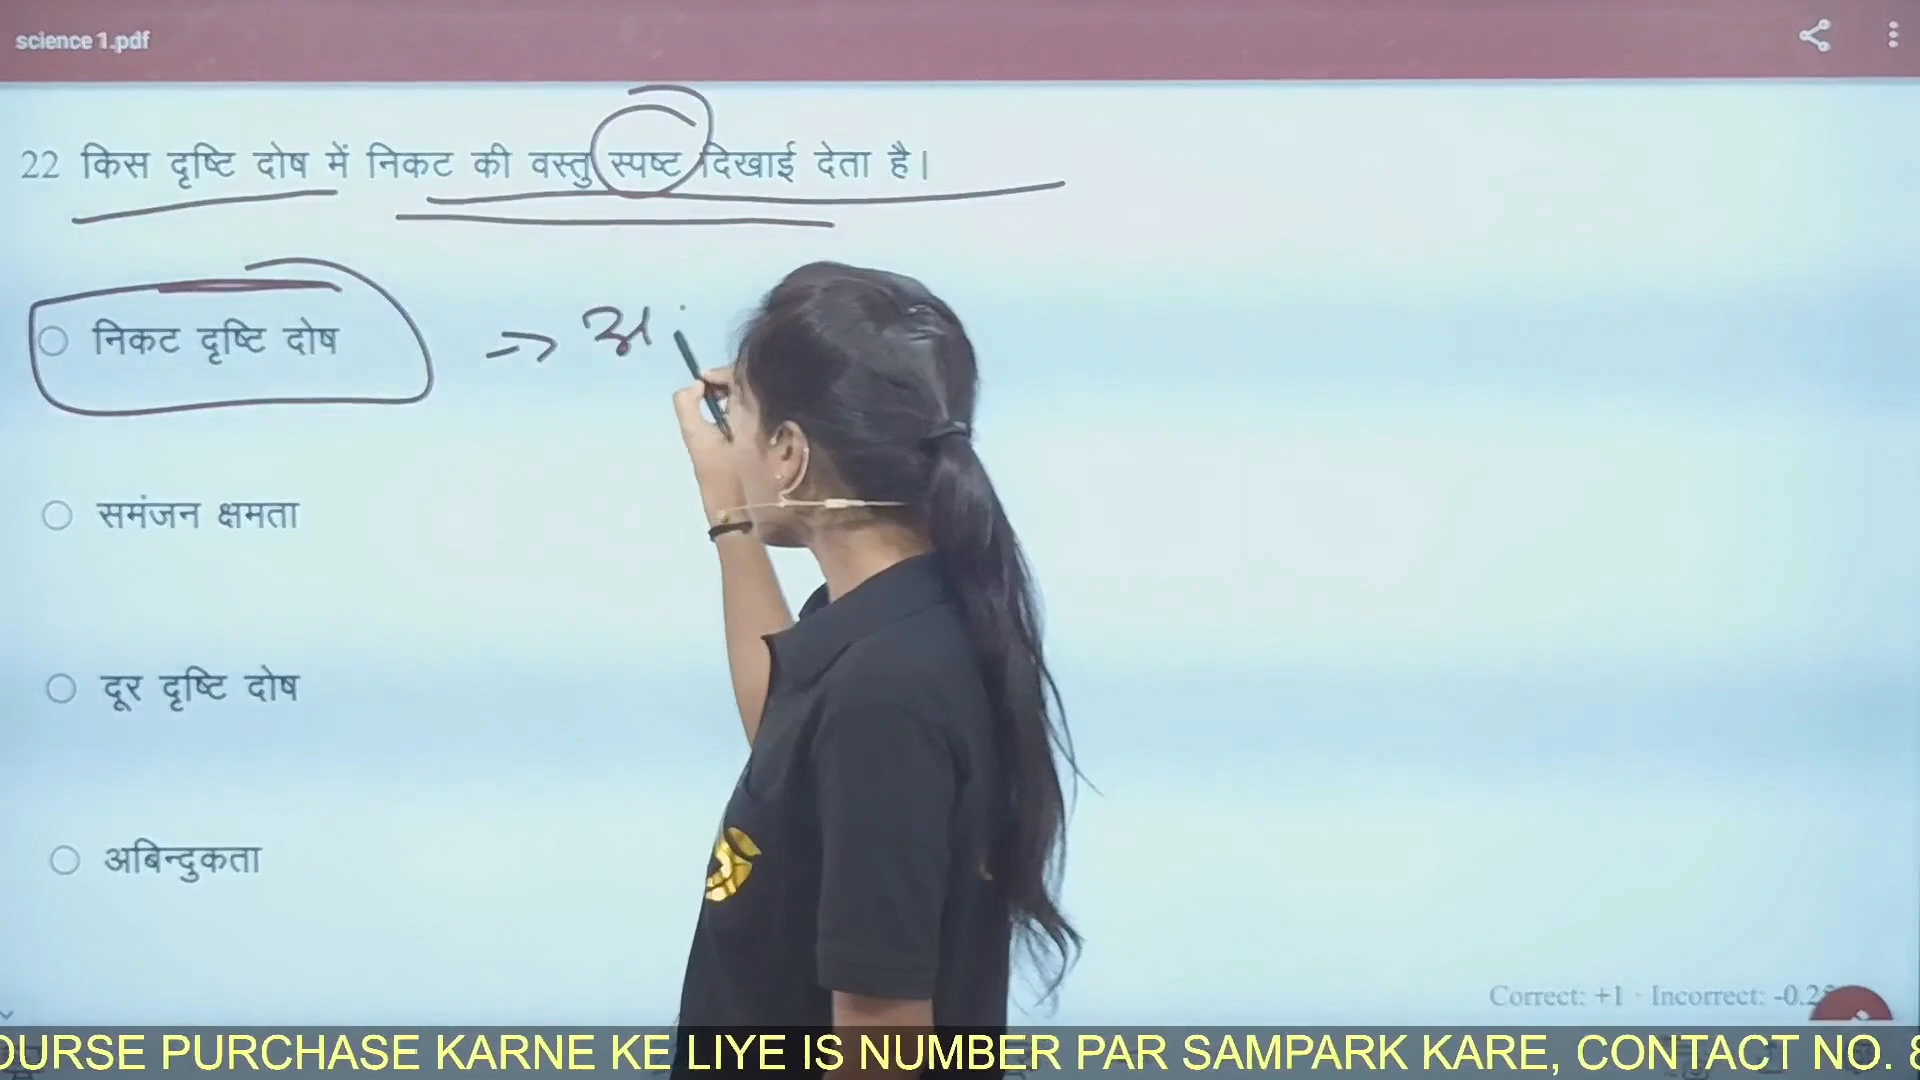 science 1.pdf
22 किस दृष्टि दोष में निकट की वस्तु स्पष्ट दिखाई देता है।
निकट दृष्टि दोष
समंजन क्षमता
दूर दृष्टि दोष
अबिन्दुकता
Correct: +1 · Incorrect: -0.25
OURSE PURCHASE KARNE KE LIYE IS NUMBER PAR SAMPARK KARE, CONTACT NO. 8